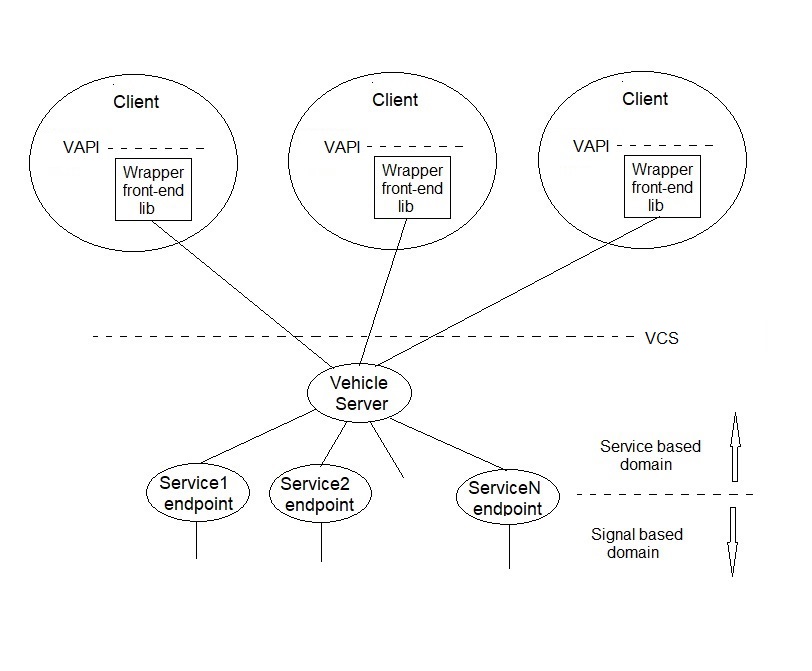 Client
Client
Client
VAPI
VAPI
VAPI
Wrapper
front-end
lib
Wrapper
front-end
lib
Wrapper
front-end
lib
VCS
Vehicle
Server
Service based
domain
Service1
endpoint
Service2
endpoint
ServiceN
endpoint
Signal based
domain